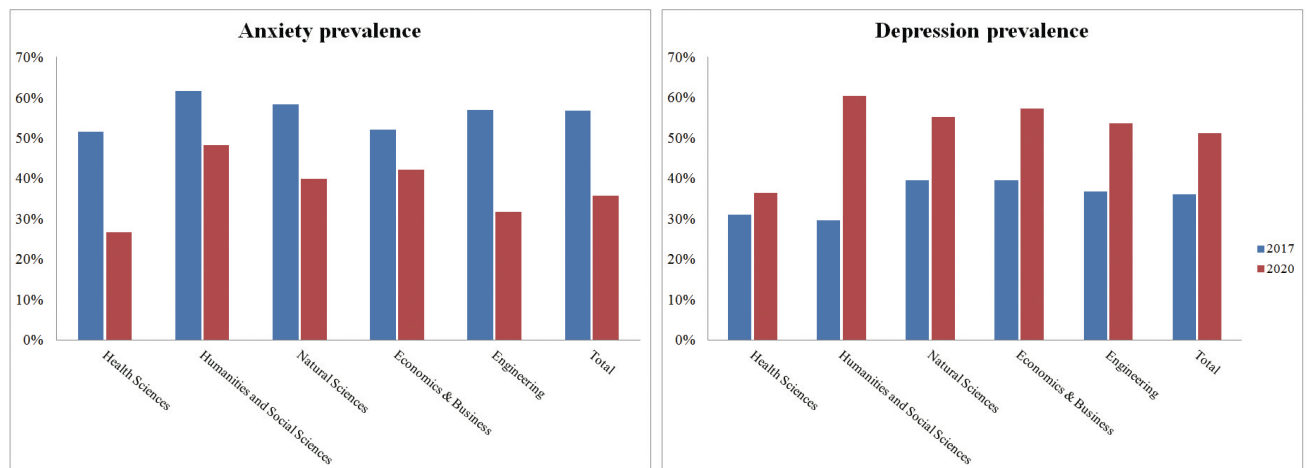 Anxiety prevalence
70%
60%
50%
40%
30%
20%
10%
0%
Health Sciences
Humanities and Social Sciences
Natural Sciences
Economics & Business
Engineering
Total
Depression prevalence
70%
60%
50%
40%
30%
20%
10%
0%
Health Sciences
Humanities and Social Sciences
Natural Sciences
Economics & Business
Engineering
Total
2017
2020